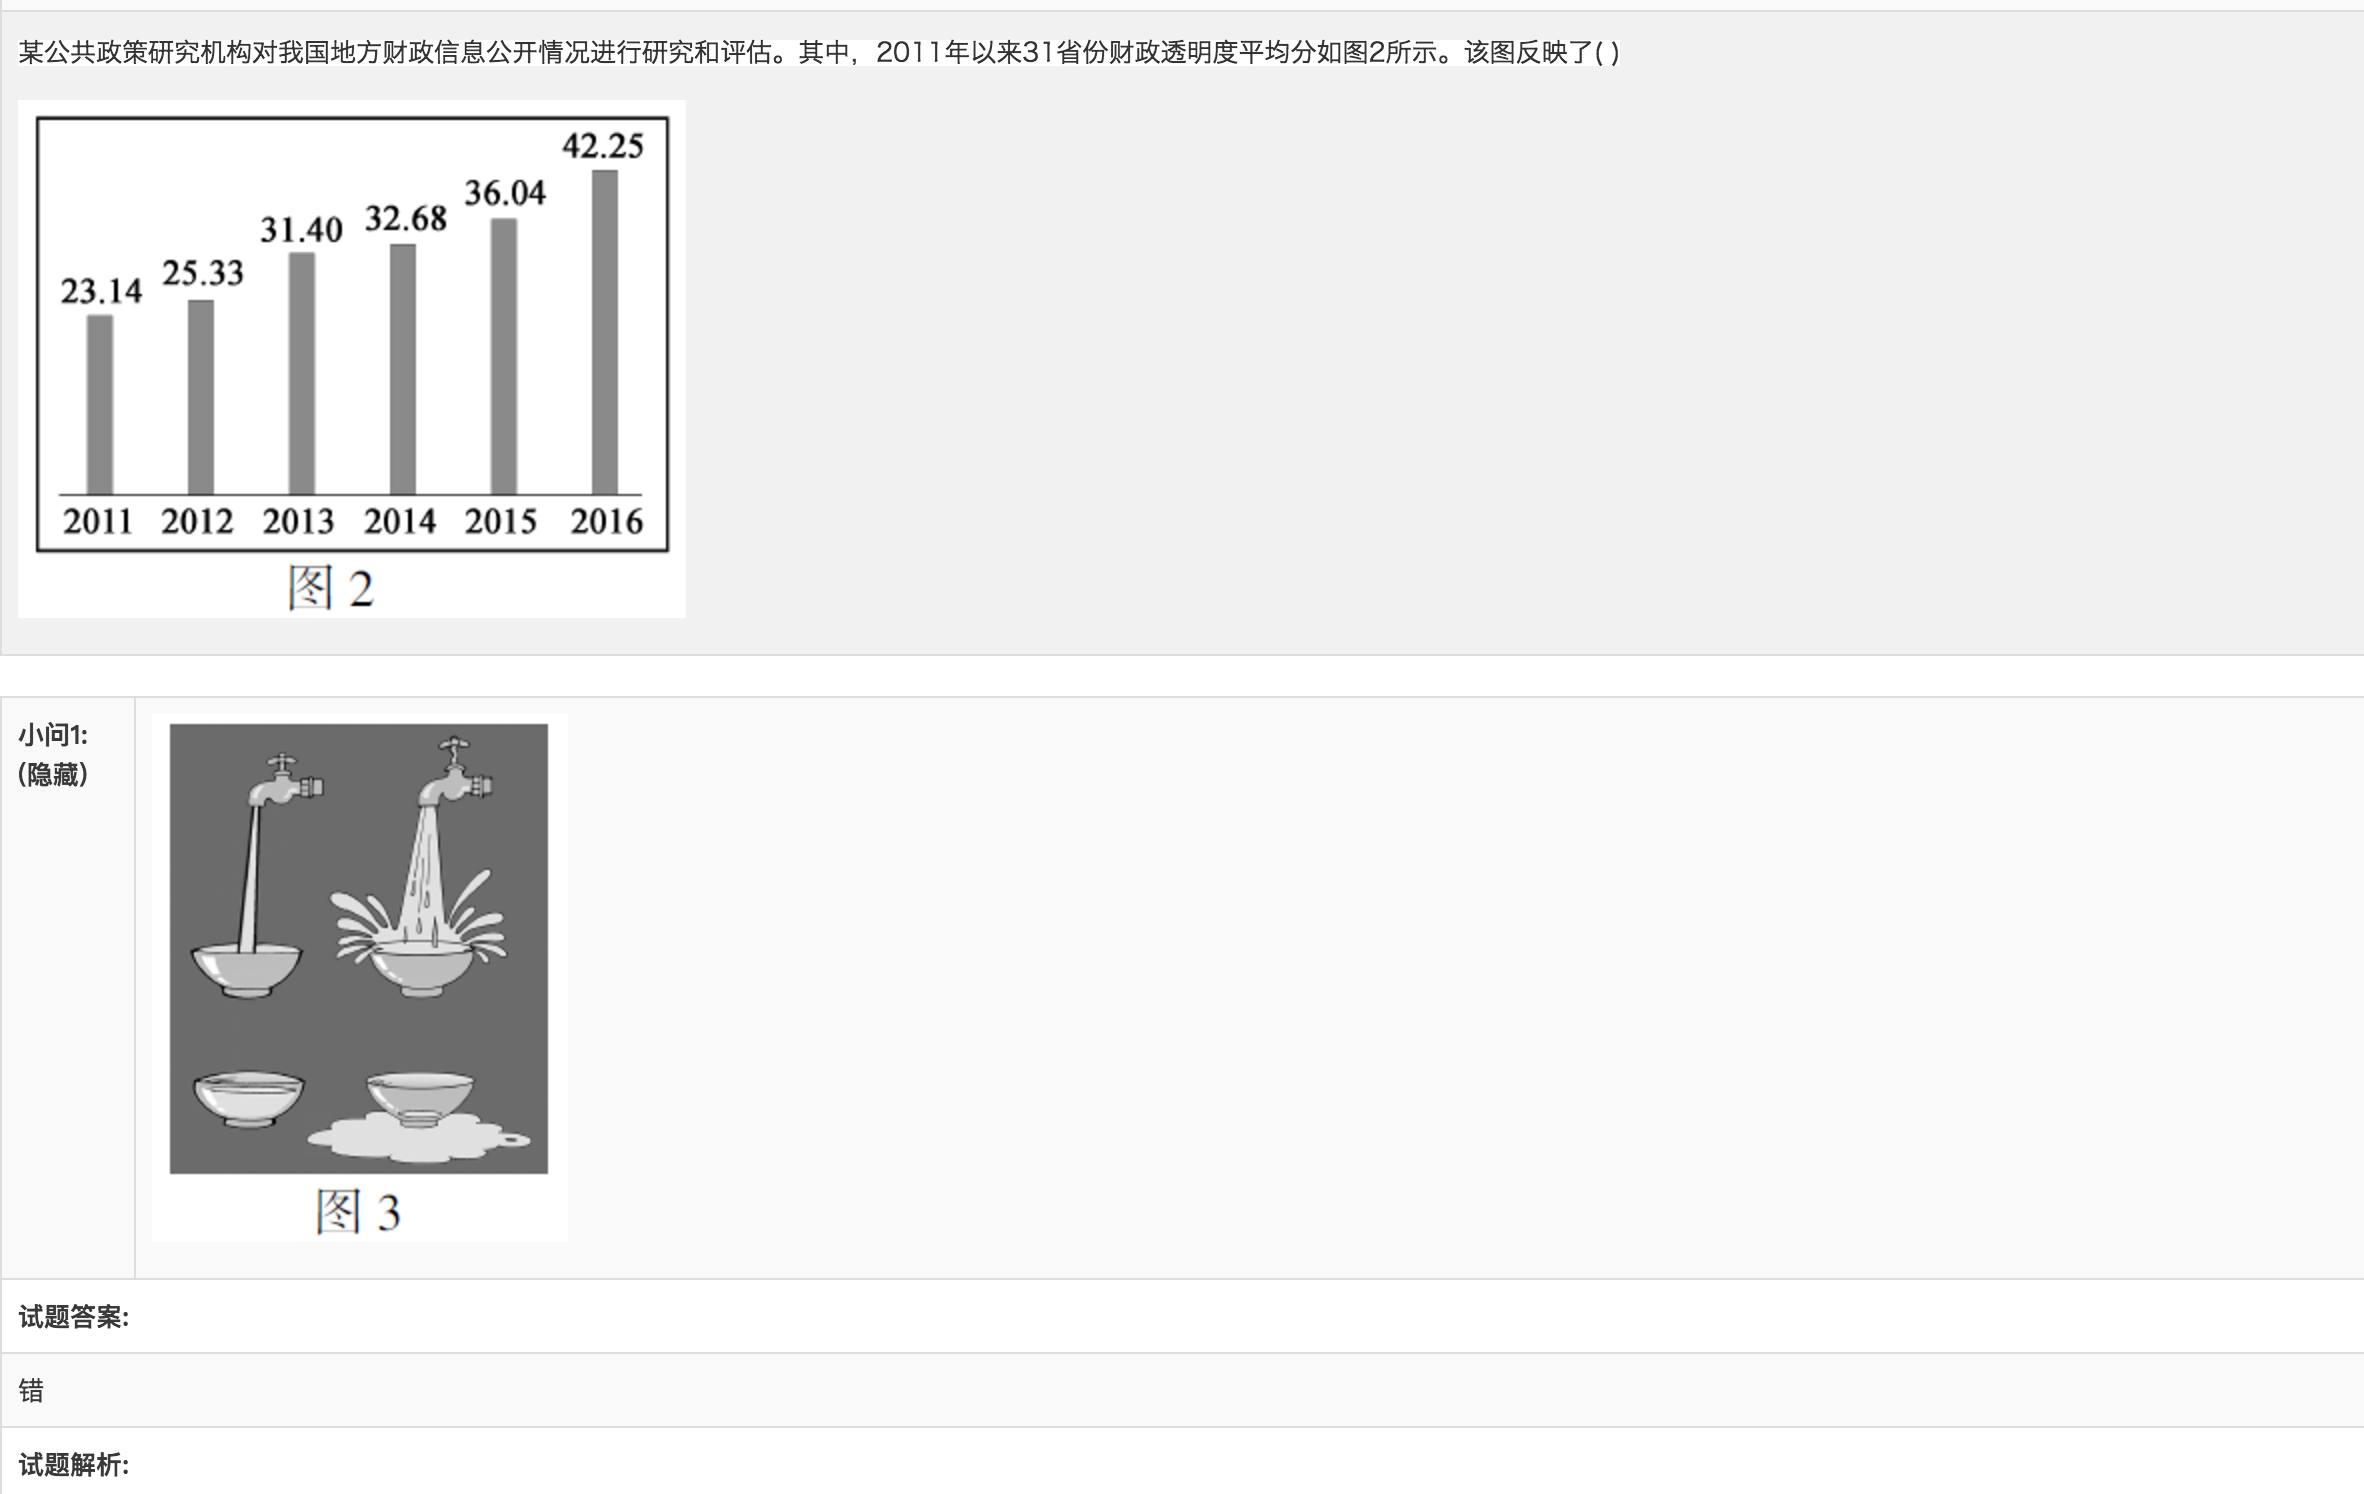 某公共政策研究机构对我国地方财政信息公开情况进行研究和评估。其中，2011年以来31省份财政透明度平均分如图2所示。该图反映了( )
42.25
36.04
32.68
31.40
25.33
23.14
2011 2012 2013 2014 2015 2016
图 2
小问1:
(隐藏)
图 3
试题答案:
错
试题解析: